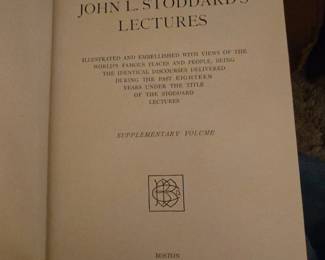 JOHN L. STODDARD'S
LECTURES
ILLUSTRATED AND EMBELLISHED WITH VIEWS OF THE
WORLD'S FAMOUS PLACES AND PEOPLE, BEING
THE IDENTICAL DISCOURSES DELIVERED
DURING THE PAST EIGHTEEN
YEARS UNDER THE TITLE
OF THE STODDARD
LECTURES
SUPPLEMENTARY VOLUME
BOSTON